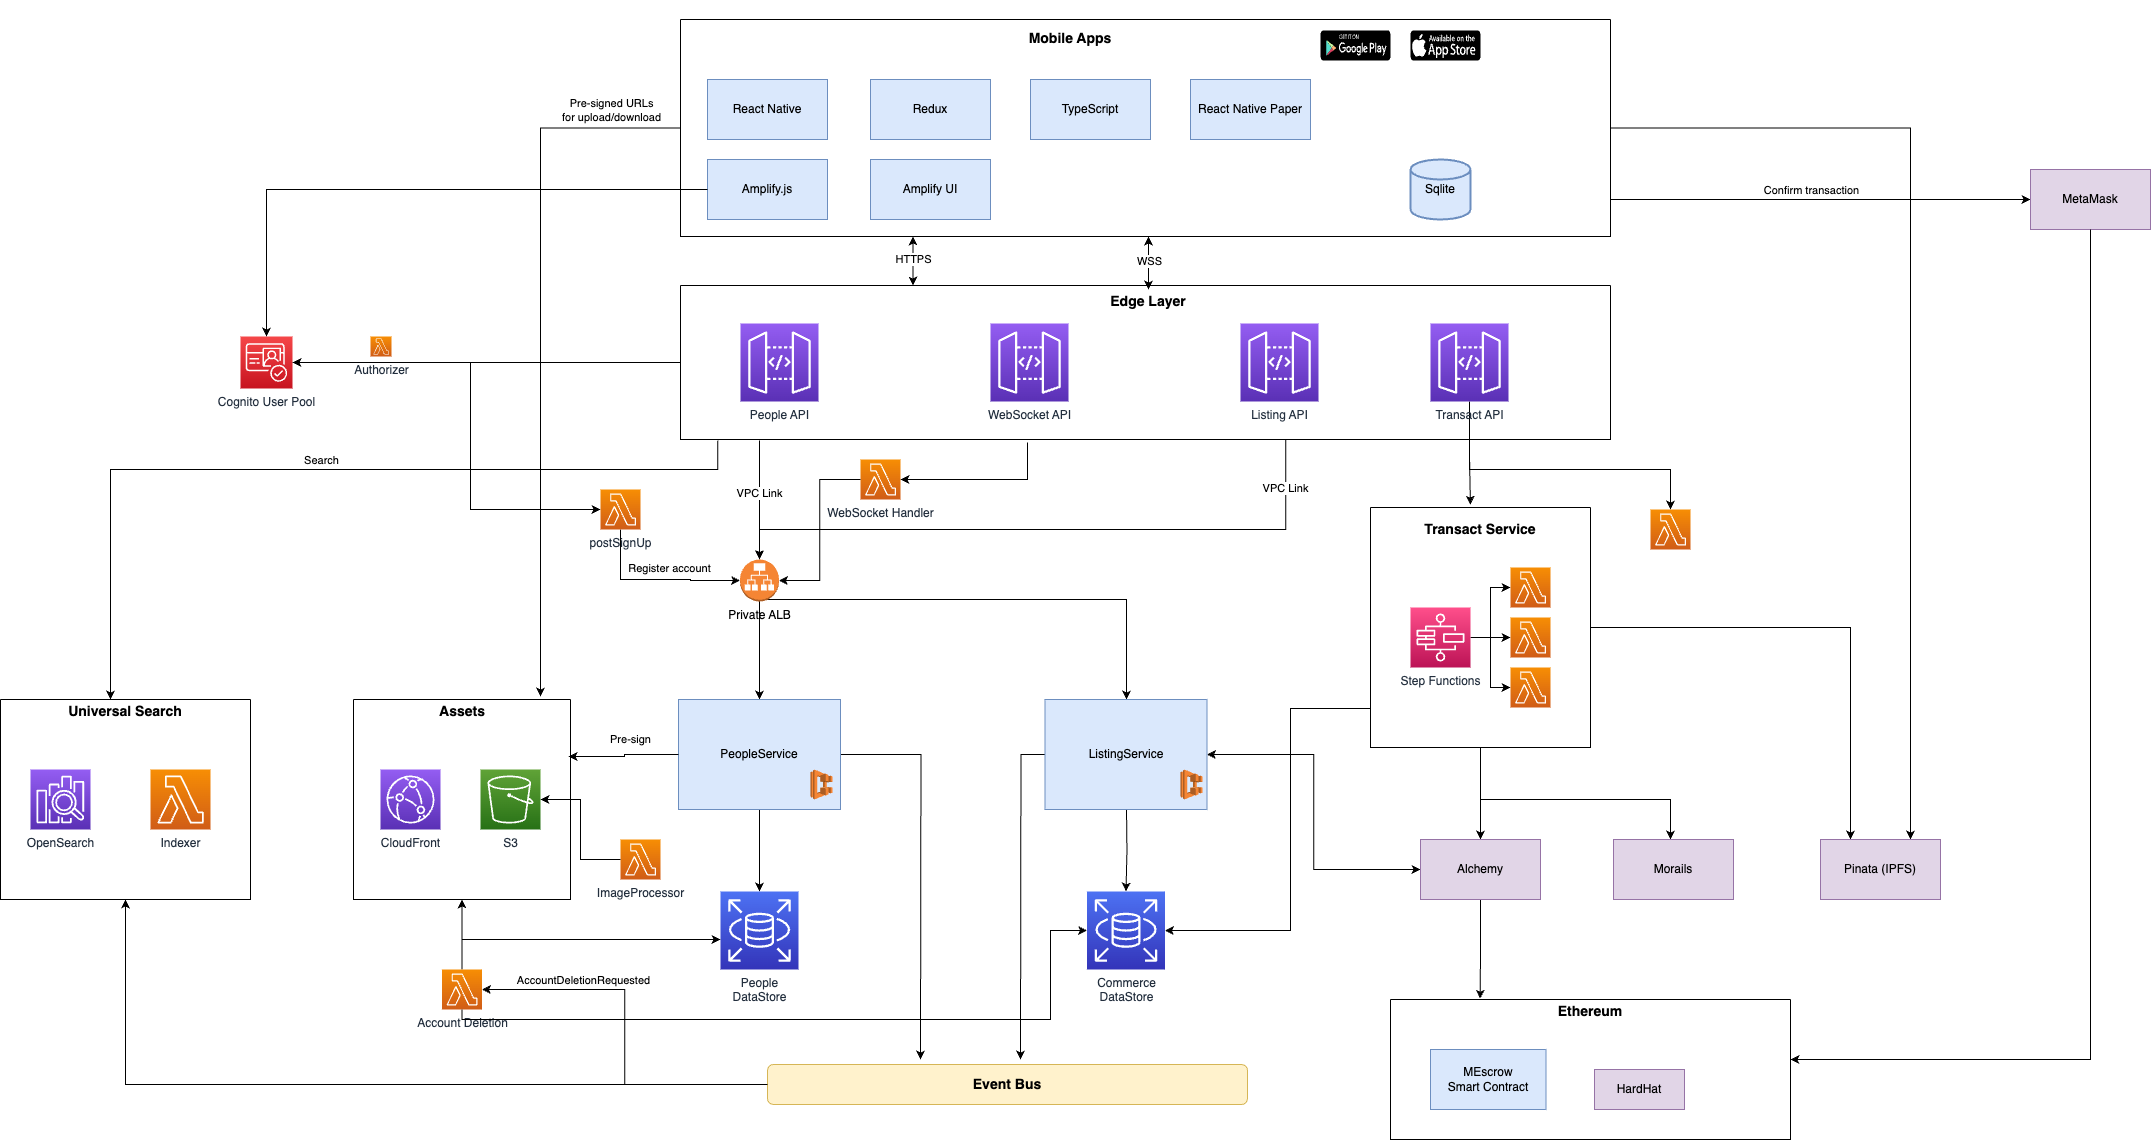 Mobile Apps
GET IT ON
Google Play
Available on the
App Store
Pre-signed URLs
for upload/download
React Native
Redux
TypeScript
React Native Paper
Amplify.js
Amplify UI
Sqlite
Confirm transaction
MetaMask
HTTPS
WSS
Edge Layer
Authorizer
Cognito User Pool
People API
WebSocket API
Listing API
Transact API
Search
VPC Link
WebSocket Handler
VPC Link
postSignUp
Register account
Private ALB
Transact Service
Step Functions
Universal Search
OpenSearch
Indexer
Assets
CloudFront
S3
Pre-sign
PeopleService
ListingService
ImageProcessor
Alchemy
Morails
Pinata (IPFS)
People
DataStore
Commerce
DataStore
AccountDeletionRequested
Account Deletion
Event Bus
Ethereum
MEscrow
Smart Contract
HardHat